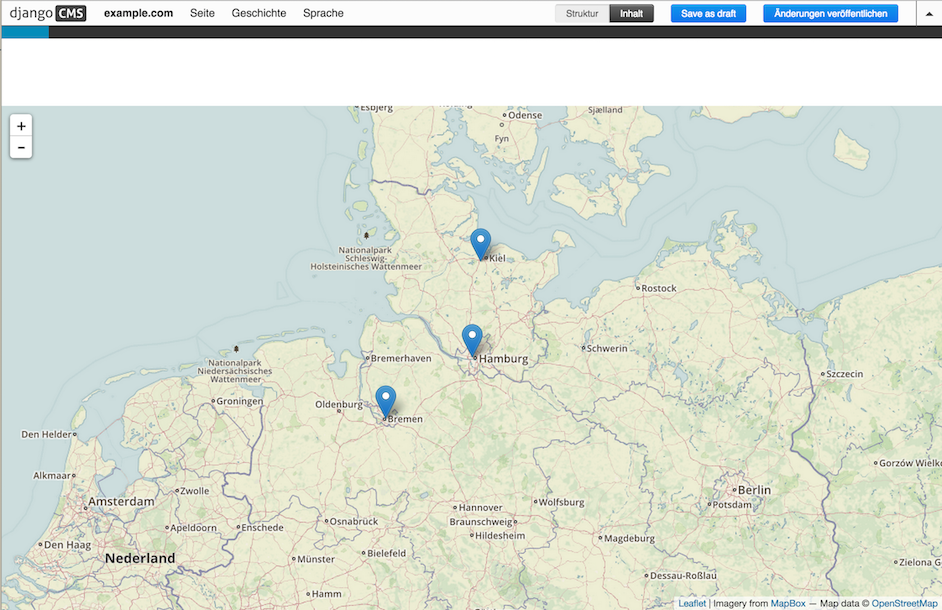 django CMS example.com Seite Geschichte Sprache Struktur Inhalt Save as draft Änderungen veröffentlichen
+
-
Esbjerg
Odense
Sjælland
Fyn
Nationalpark
Schleswig-
Holsteinisches Wattenmeer
Kiel
Rostock
Hamburg
Schwerin
Bremerhaven
Nationalpark
Niedersächsisches
Wattenmeer
Szczecin
Groningen
Oldenburg
Bremen
Den Helder
Gorzów Wielko
Alkmaar
Zwolle
Berlin
Amsterdam
Wolfsburg
Potsdam
Hannover
Apeldoorn
Enschede
Osnabrück
Braunschweig
Hildesheim
Magdeburg
Den Haag
Nederland
Münster
Bielefeld
Zielona G
Dessau-Roßlau
Hamm
Leaflet | Imagery from MapBox — Map data © OpenStreetMap